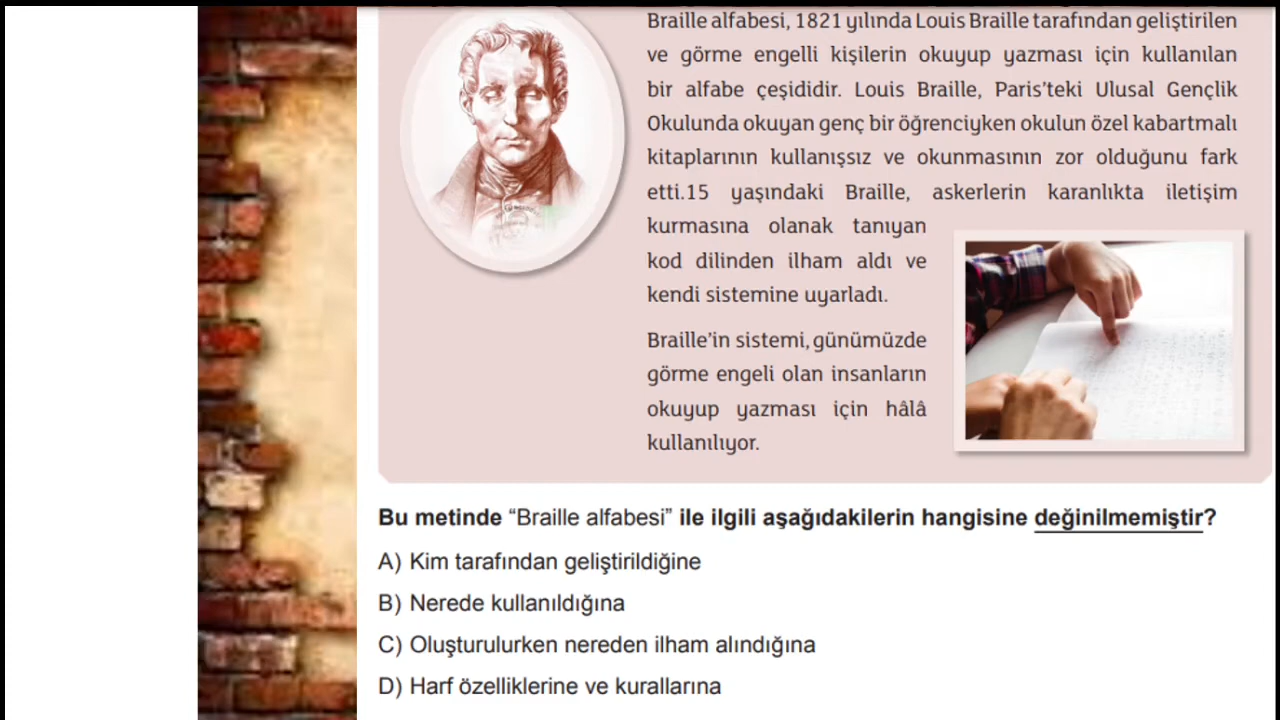 Braille alfabesi, 1821 yılında Louis Braille tarafından geliştirilen
ve görme engelli kişilerin okuyup yazması için kullanılan
bir alfabe çeşididir. Louis Braille, Paris'teki Ulusal Gençlik
Okulunda okuyan genç bir öğrenciyken okulun özel kabartmalı
kitaplarının kullanışsız ve okunmasının zor olduğunu fark
etti.15 yaşındaki Braille, askerlerin karanlıkta iletişim
kurmasına olanak tanıyan
kod dilinden ilham aldı ve
kendi sistemine uyarladı.
Braille'in sistemi, günümüzde
görme engeli olan insanların
okuyup yazması için hâlâ
kullanılıyor.
Bu metinde “Braille alfabesi” ile ilgili aşağıdakilerin hangisine değinilmemiştir?
A) Kim tarafından geliştirildiğine
B) Nerede kullanıldığına
C) Oluşturulurken nereden ilham alındığına
D) Harf özelliklerine ve kurallarına